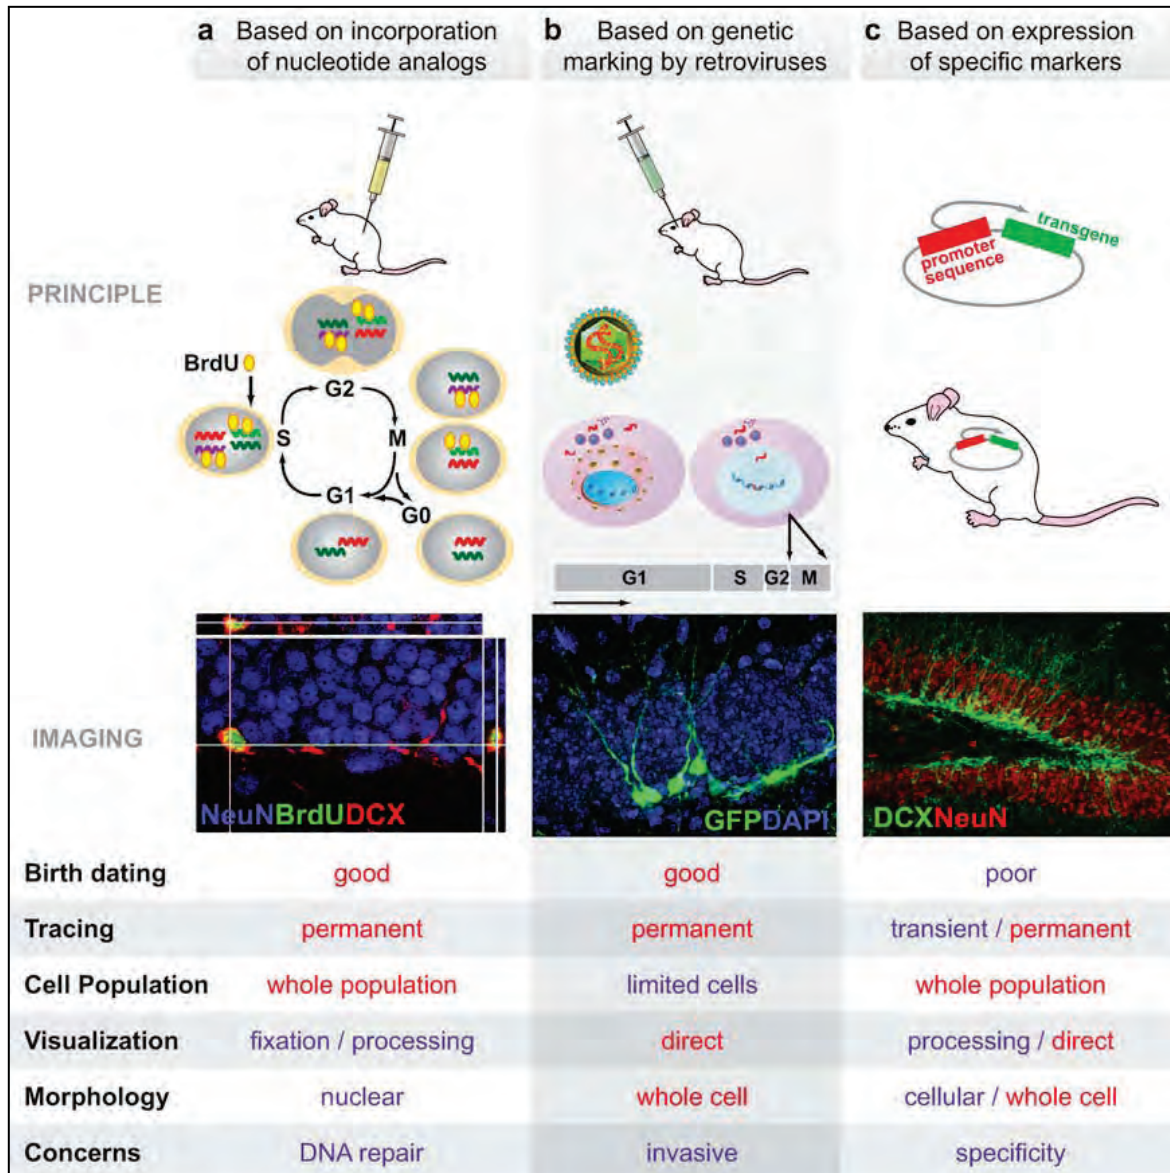 a Based on incorporation
of nucleotide analogs
b Based on genetic
marking by retroviruses
c Based on expression
of specific markers
PRINCIPLE
BrdU
G2
S
M
G1
G0
G1 S G2 M
transgene
promoter
sequence
IMAGING
NeuNBrdUDCX
GFPDAPI
DCXNeuN
Birth dating good good poor
Tracing permanent permanent transient / permanent
Cell Population whole population limited cells whole population
Visualization fixation / processing direct processing / direct
Morphology nuclear whole cell cellular / whole cell
Concerns DNA repair invasive specificity